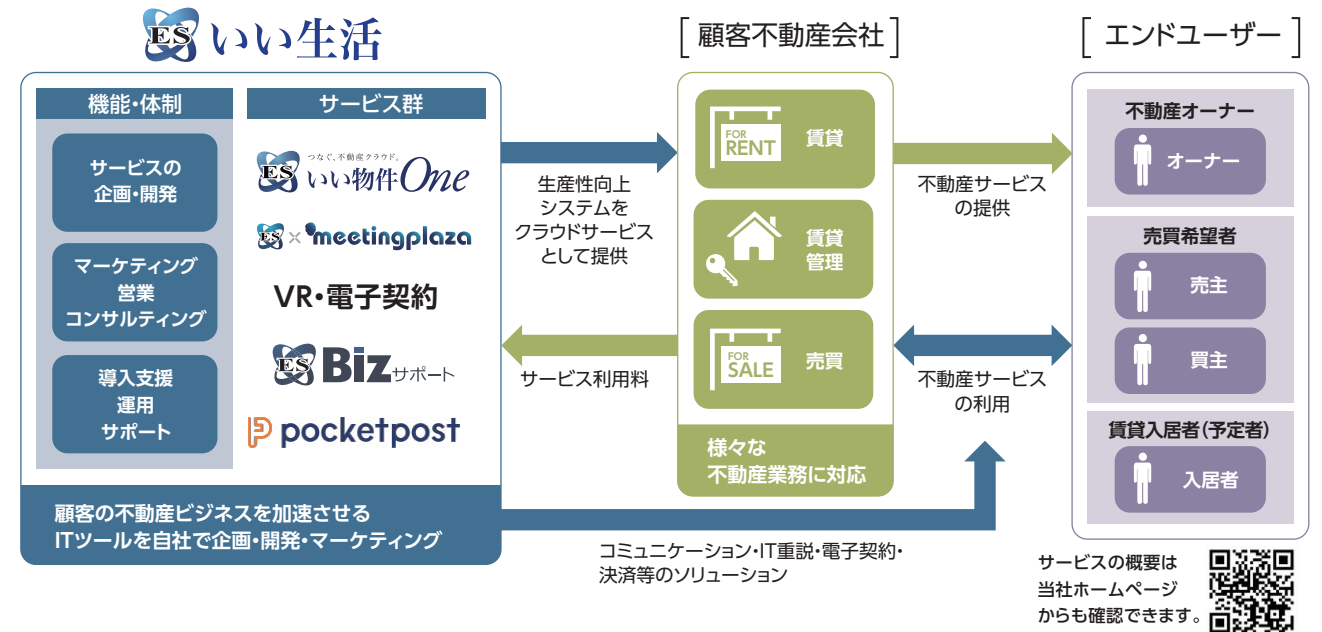 ES いい生活
機能・体制
サービスの
企画・開発
マーケティング
営業
コンサルティング
導入支援
運用
サポート
サービス群
つなぐ、不動産クラウド。
ES いい物件One
ES × meetingplaza
VR・電子契約
ES Bizサポート
pocketpost
顧客の不動産ビジネスを加速させる
ITツールを自社で企画・開発・マーケティング
生産性向上
システムを
クラウドサービス
として提供
サービス利用料
[顧客不動産会社]
FOR
RENT
賃貸
賃貸
管理
FOR
SALE
売買
様々な
不動産業務に対応
不動産サービス
の提供
不動産サービス
の利用
コミュニケーション・IT重説・電子契約・
決済等のソリューション
[エンドユーザー]
不動産オーナー
オーナー
売買希望者
売主
買主
賃貸入居者(予定者)
入居者
サービスの概要は
当社ホームページ
からも確認できます。